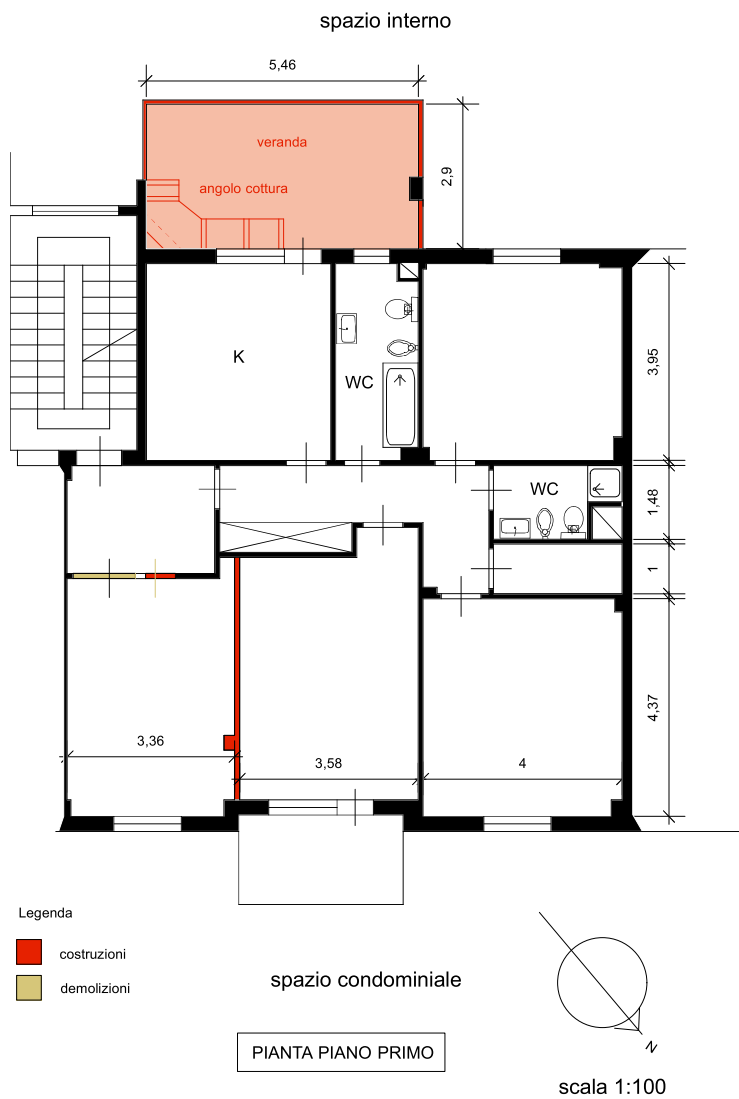 spazio interno
5,46
veranda
2,9
angolo cottura
K
WC
3,95
WC
1,48
1
4,37
3,36
3,58
4
Legenda
costruzioni
demolizioni
spazio condominiale
N
PIANTA PIANO PRIMO
scala 1:100